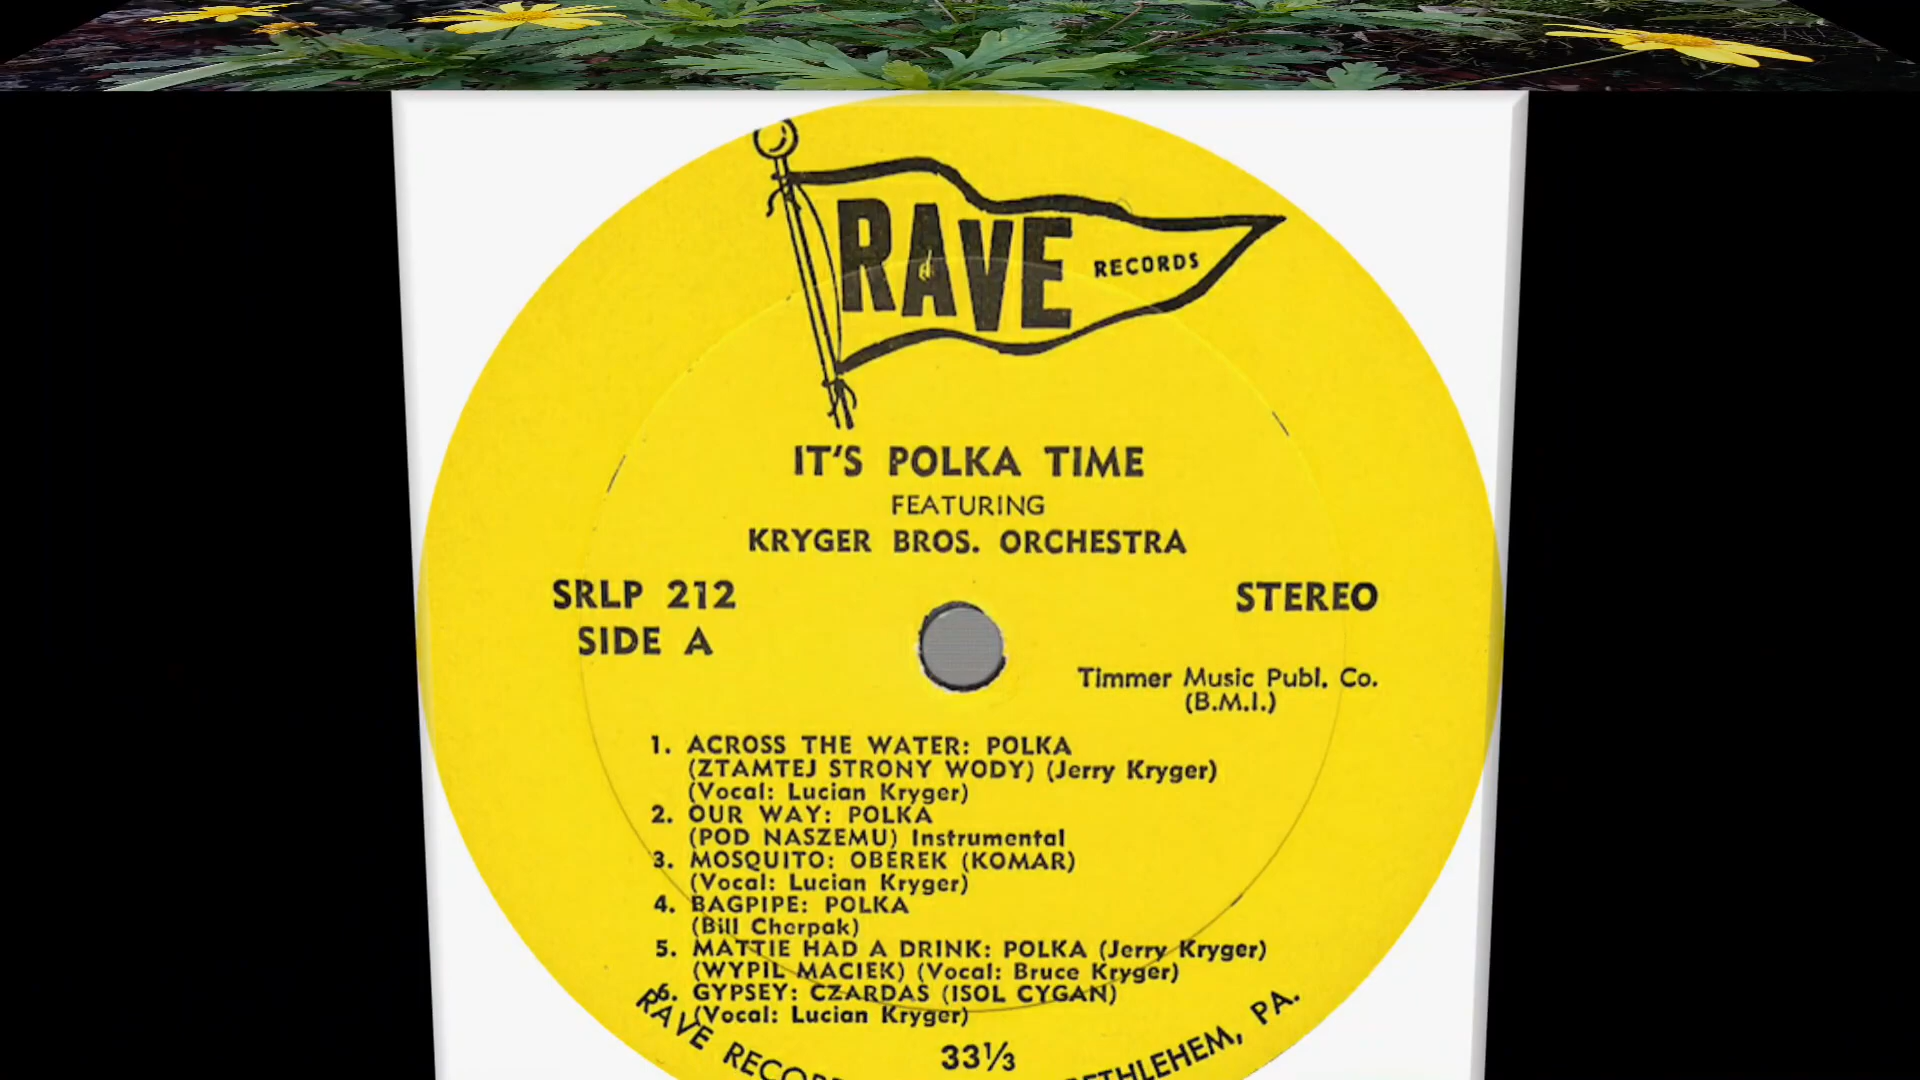 RAVE RECORDS
IT'S POLKA TIME
FEATURING
KRYGER BROS. ORCHESTRA
SRLP 212
SIDE A
STEREO
Timmer Music Publ. Co.
(B.M.I.)
1. ACROSS THE WATER: POLKA
(ZTAMTEJ STRONY WODY) (Jerry Kryger)
(Vocal: Lucian Kryger)
2. OUR WAY: POLKA
(POD NASZEMU) Instrumental
3. MOSQUITO: OBEREK (KOMAR)
(Vocal: Lucian Kryger)
4. BAGPIPE: POLKA
(Bill Cherpak)
5. MATTIE HAD A DRINK: POLKA (Jerry Kryger)
(WYPIL MACIEK) (Vocal: Bruce Kryger)
6. GYPSEY: CZARDAS (ISOL CYGAN)
(Vocal: Lucian Kryger)
33⅓
RAVE PA.